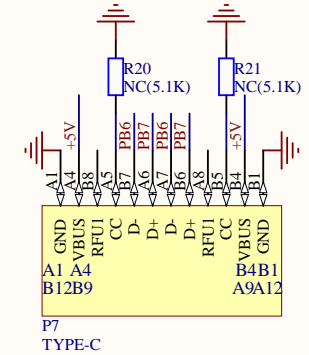 R20
NC(5.1K)
R21
NC(5.1K)
+5V
PB6
PB7
PB6
PB7
+5V
A1
A4
B8
A5
B7
A6
A7
B6
A8
B5
B4
B1
GND
VBUS
RFU1
CC
D-
D+
D-
D+
RFU1
CC
VBUS
GND
A1 A4
B4B1
B12B9
A9A12
P7
TYPE-C